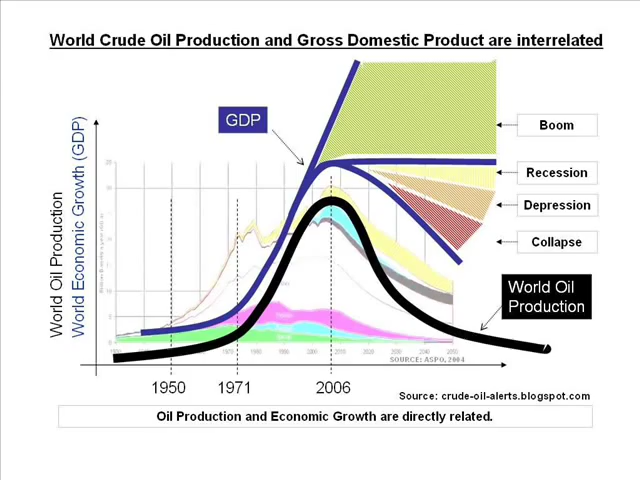 World Crude Oil Production and Gross Domestic Product are interrelated
GDP
Boom
Recession
Depression
Collapse
World Oil Production
World Economic Growth (GDP)
World Oil
Production
SOURCE: ASPO, 2004
1950
1971
2006
Source: crude-oil-alerts.blogspot.com
Oil Production and Economic Growth are directly related.